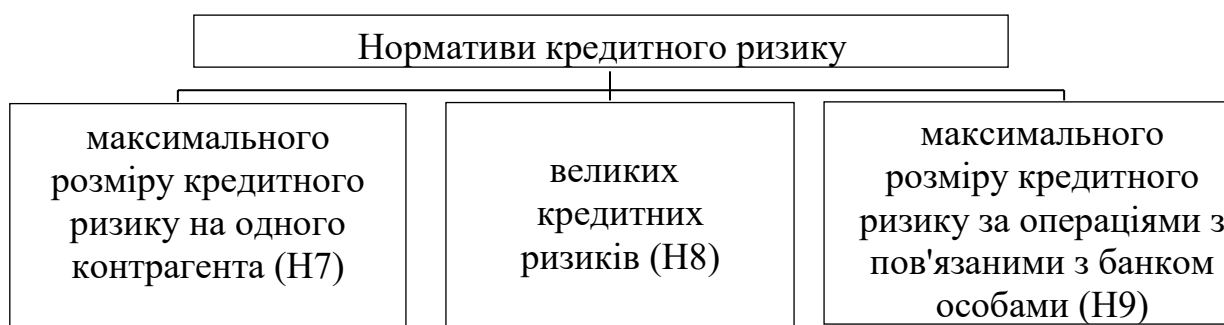 Нормативи кредитного ризику
максимального
розміру кредитного
ризику на одного
контрагента (Н7)
великих
кредитних
ризиків (Н8)
максимального
розміру кредитного
ризику за операціями з
пов'язаними з банком
особами (Н9)